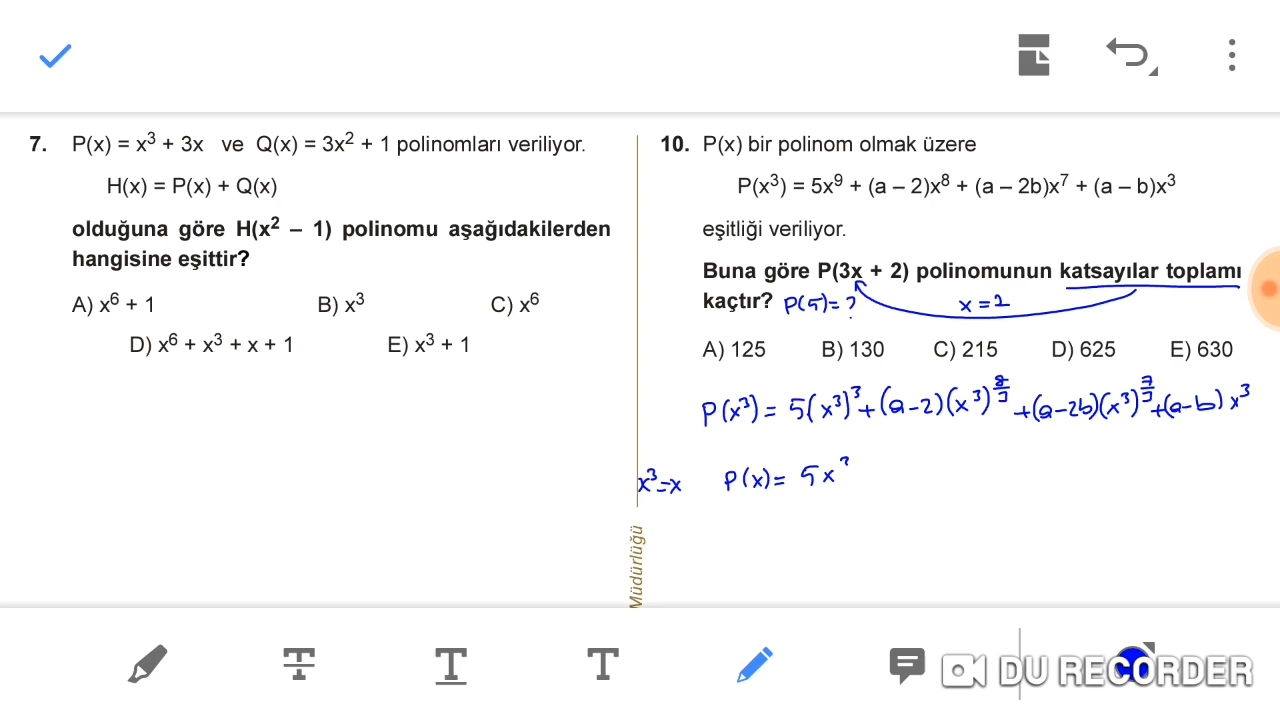 7. P(x) = x³ + 3x ve Q(x) = 3x² + 1 polinomları veriliyor.
H(x) = P(x) + Q(x)
olduğuna göre H(x² – 1) polinomu aşağıdakilerden
hangisine eşittir?
A) x⁶ + 1 B) x³ C) x⁶
D) x⁶ + x³ + x + 1 E) x³ + 1
10. P(x) bir polinom olmak üzere
P(x³) = 5x⁹ + (a – 2)x⁸ + (a – 2b)x⁷ + (a – b)x³
eşitliği veriliyor.
Buna göre P(3x + 2) polinomunun katsayılar toplamı
kaçtır? P(5)=? x=1
A) 125 B) 130 C) 215 D) 625 E) 630
P(x³) = 5(x³)³+(a-2)(x³)^8/3+(a-2b)(x³)^7/3+(a-b)x³
x³=x P(x)= 5x³
Müdürlüğü
T T T
DU RECORDER